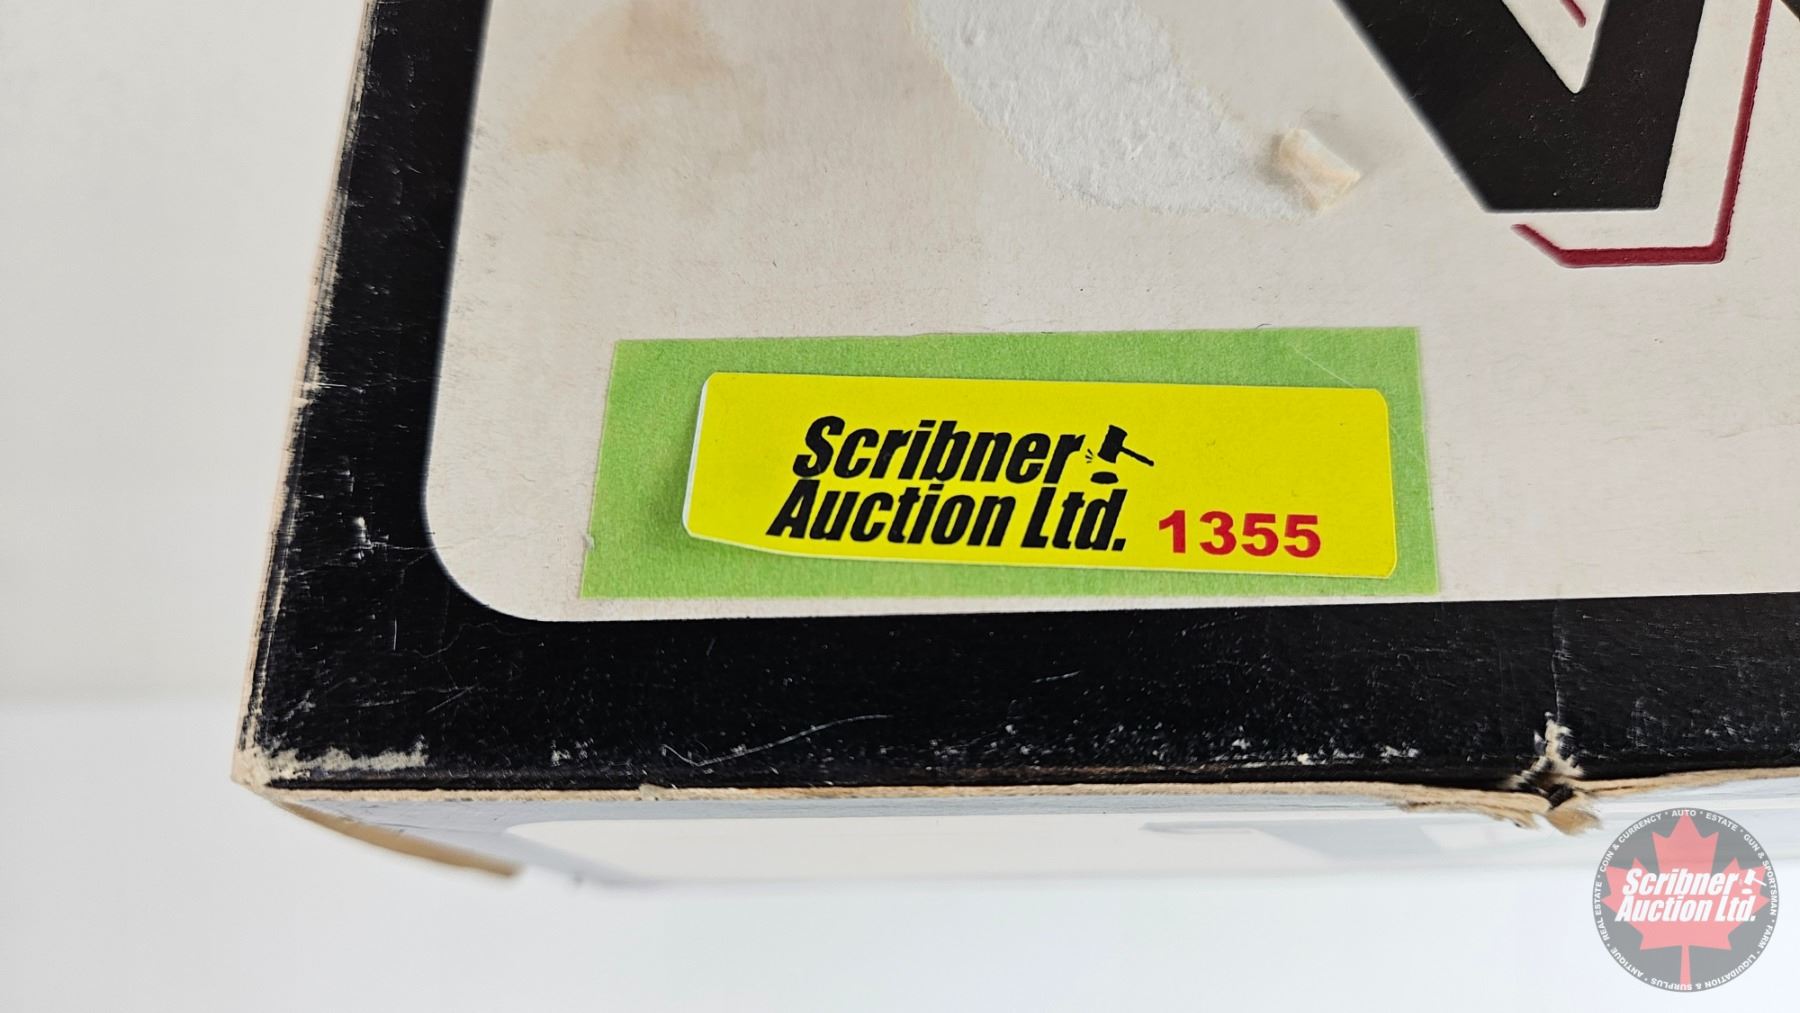 Scribner
Auction Ltd. 1355
COIN & CURRENCY * AUTO * ESTATE * GUN & SPORTSMAN * FARM * LIQUIDATION & SURPLUS * ANTIQUE * REAL ESTATE *
Scribner
Auction Ltd.